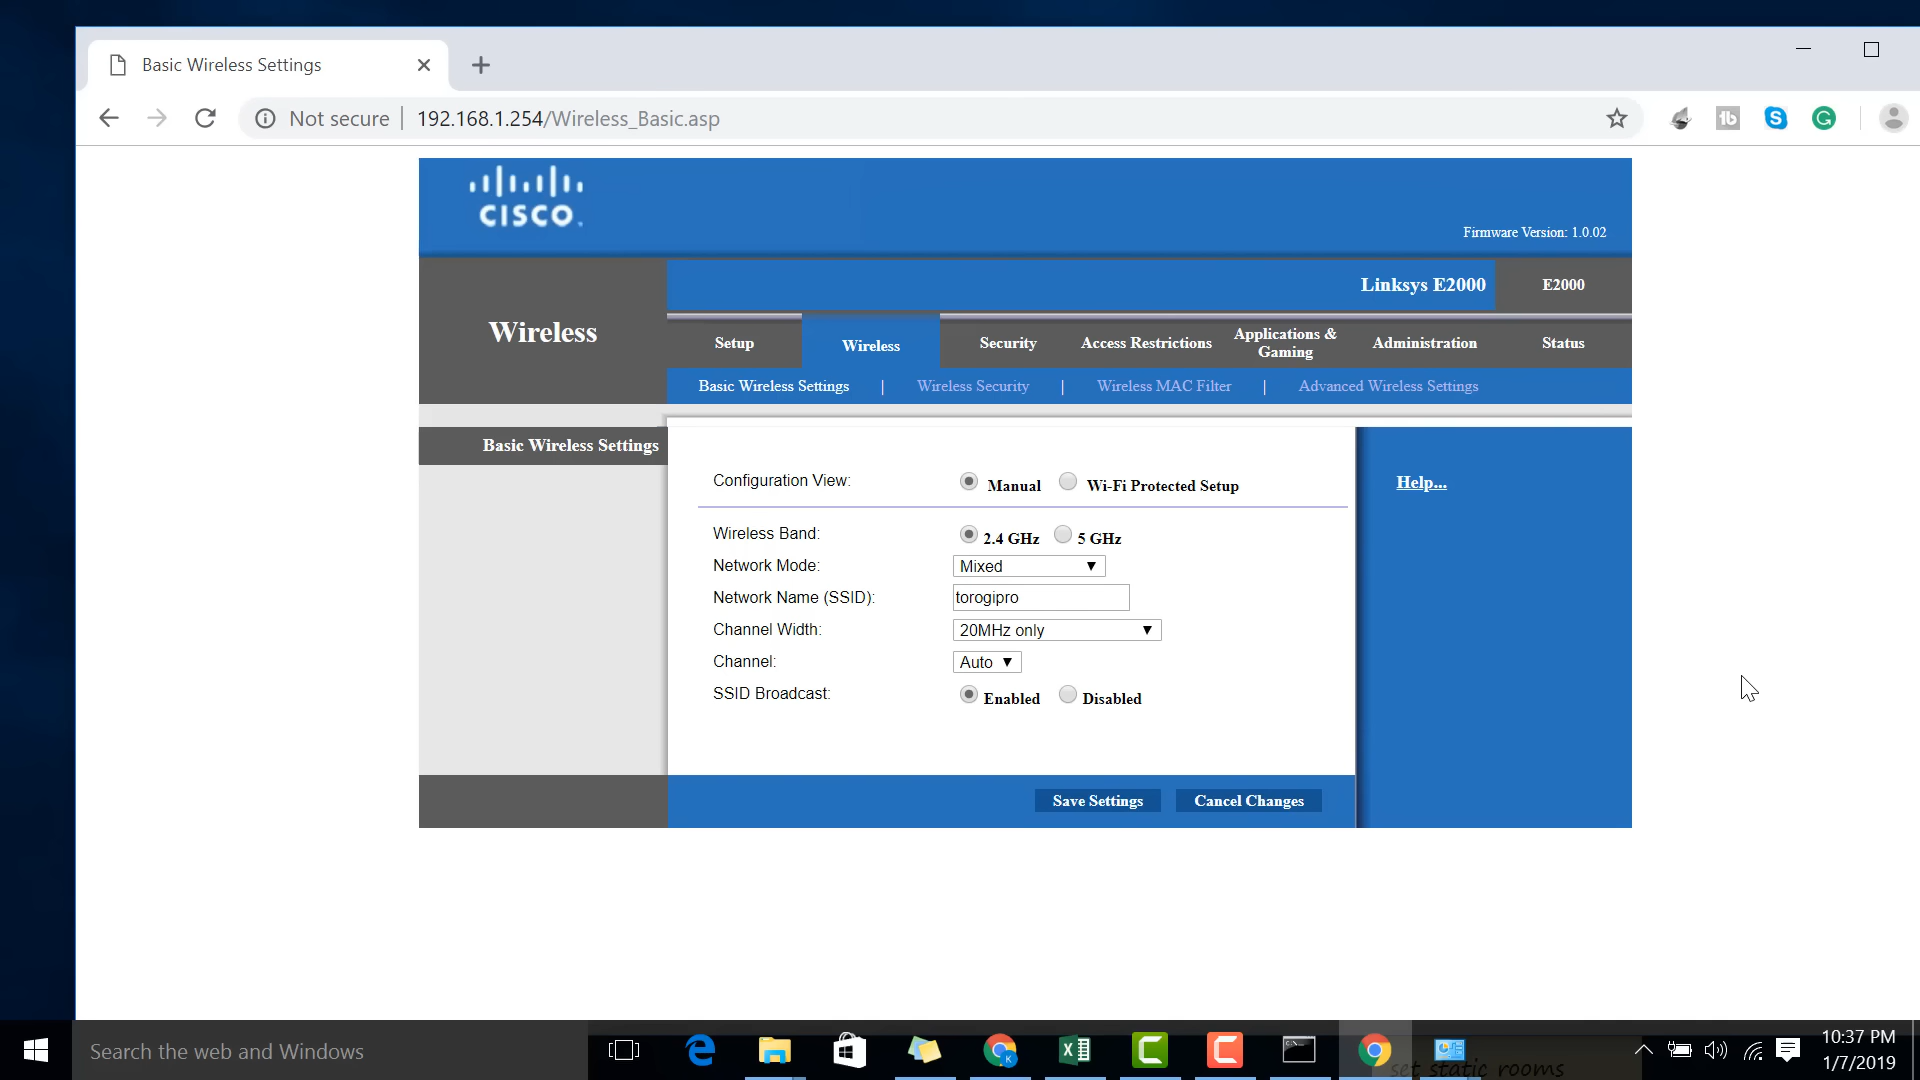 Basic Wireless Settings
Not secure | 192.168.1.254/Wireless_Basic.asp
CISCO.
Firmware Version: 1.0.02
Linksys E2000 E2000
Wireless
Setup Wireless Security Access Restrictions Applications & Gaming Administration Status
Basic Wireless Settings | Wireless Security | Wireless MAC Filter | Advanced Wireless Settings
Basic Wireless Settings
Configuration View: Manual Wi-Fi Protected Setup
Help...
Wireless Band: 2.4 GHz 5 GHz
Network Mode: Mixed
Network Name (SSID): torogipro
Channel Width: 20MHz only
Channel: Auto
SSID Broadcast: Enabled Disabled
Save Settings Cancel Changes
Search the web and Windows
set static rooms
10:37 PM
1/7/2019